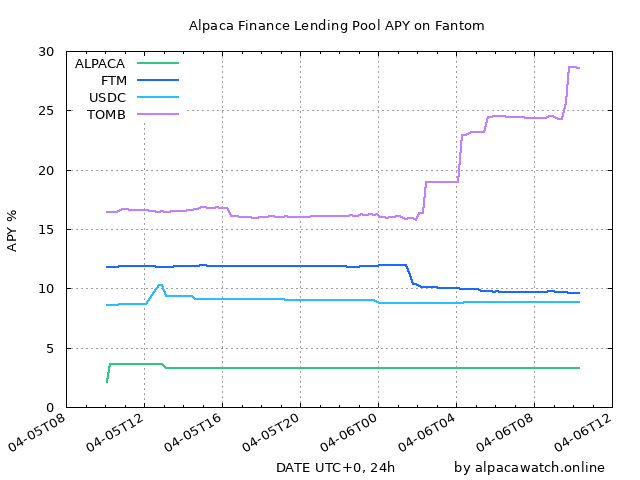 Alpaca Finance Lending Pool APY on Fantom
ALPACA
FTM
USDC
TOMB
30
25
20
15
10
5
0
APY %
04-05T08
04-05T12
04-05T16
04-05T20
04-06T00
04-06T04
04-06T08
04-06T12
DATE UTC+0, 24h
by alpacawatch.online